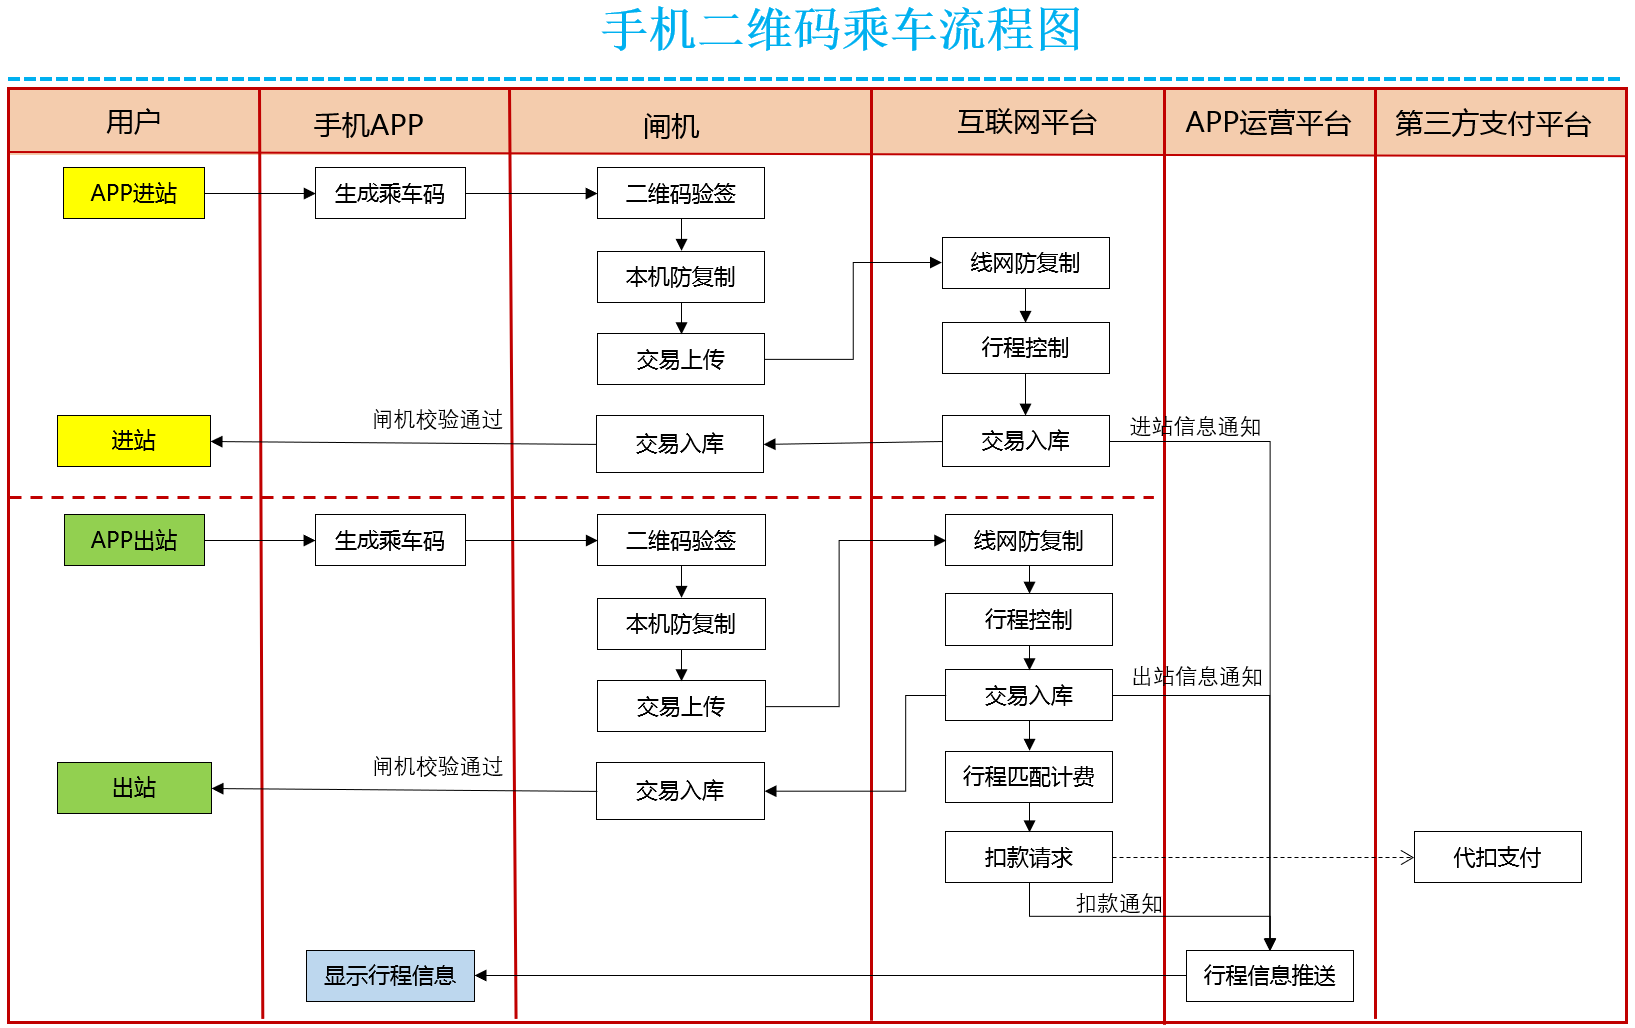 手机二维码乘车流程图
用户
手机APP
闸机
互联网平台
APP运营平台
第三方支付平台
APP进站
生成乘车码
二维码验签
本机防复制
线网防复制
交易上传
行程控制
闸机校验通过
进站信息通知
进站
交易入库
交易入库
APP出站
生成乘车码
二维码验签
线网防复制
本机防复制
行程控制
出站信息通知
交易上传
交易入库
闸机校验通过
出站
交易入库
行程匹配计费
扣款请求
代扣支付
扣款通知
显示行程信息
行程信息推送